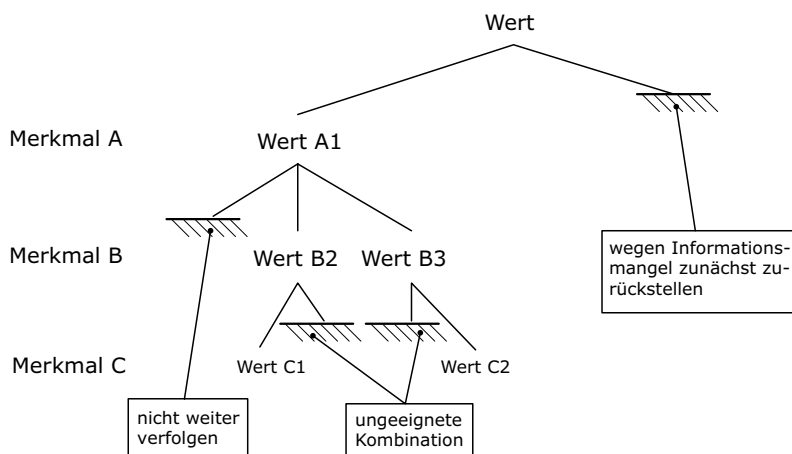 Wert
Merkmal A
Wert A1
Merkmal B
Wert B2
Wert B3
wegen Informations-
mangel zunächst zu-
rückstellen
Merkmal C
Wert C1
Wert C2
nicht weiter
verfolgen
ungeeignete
Kombination